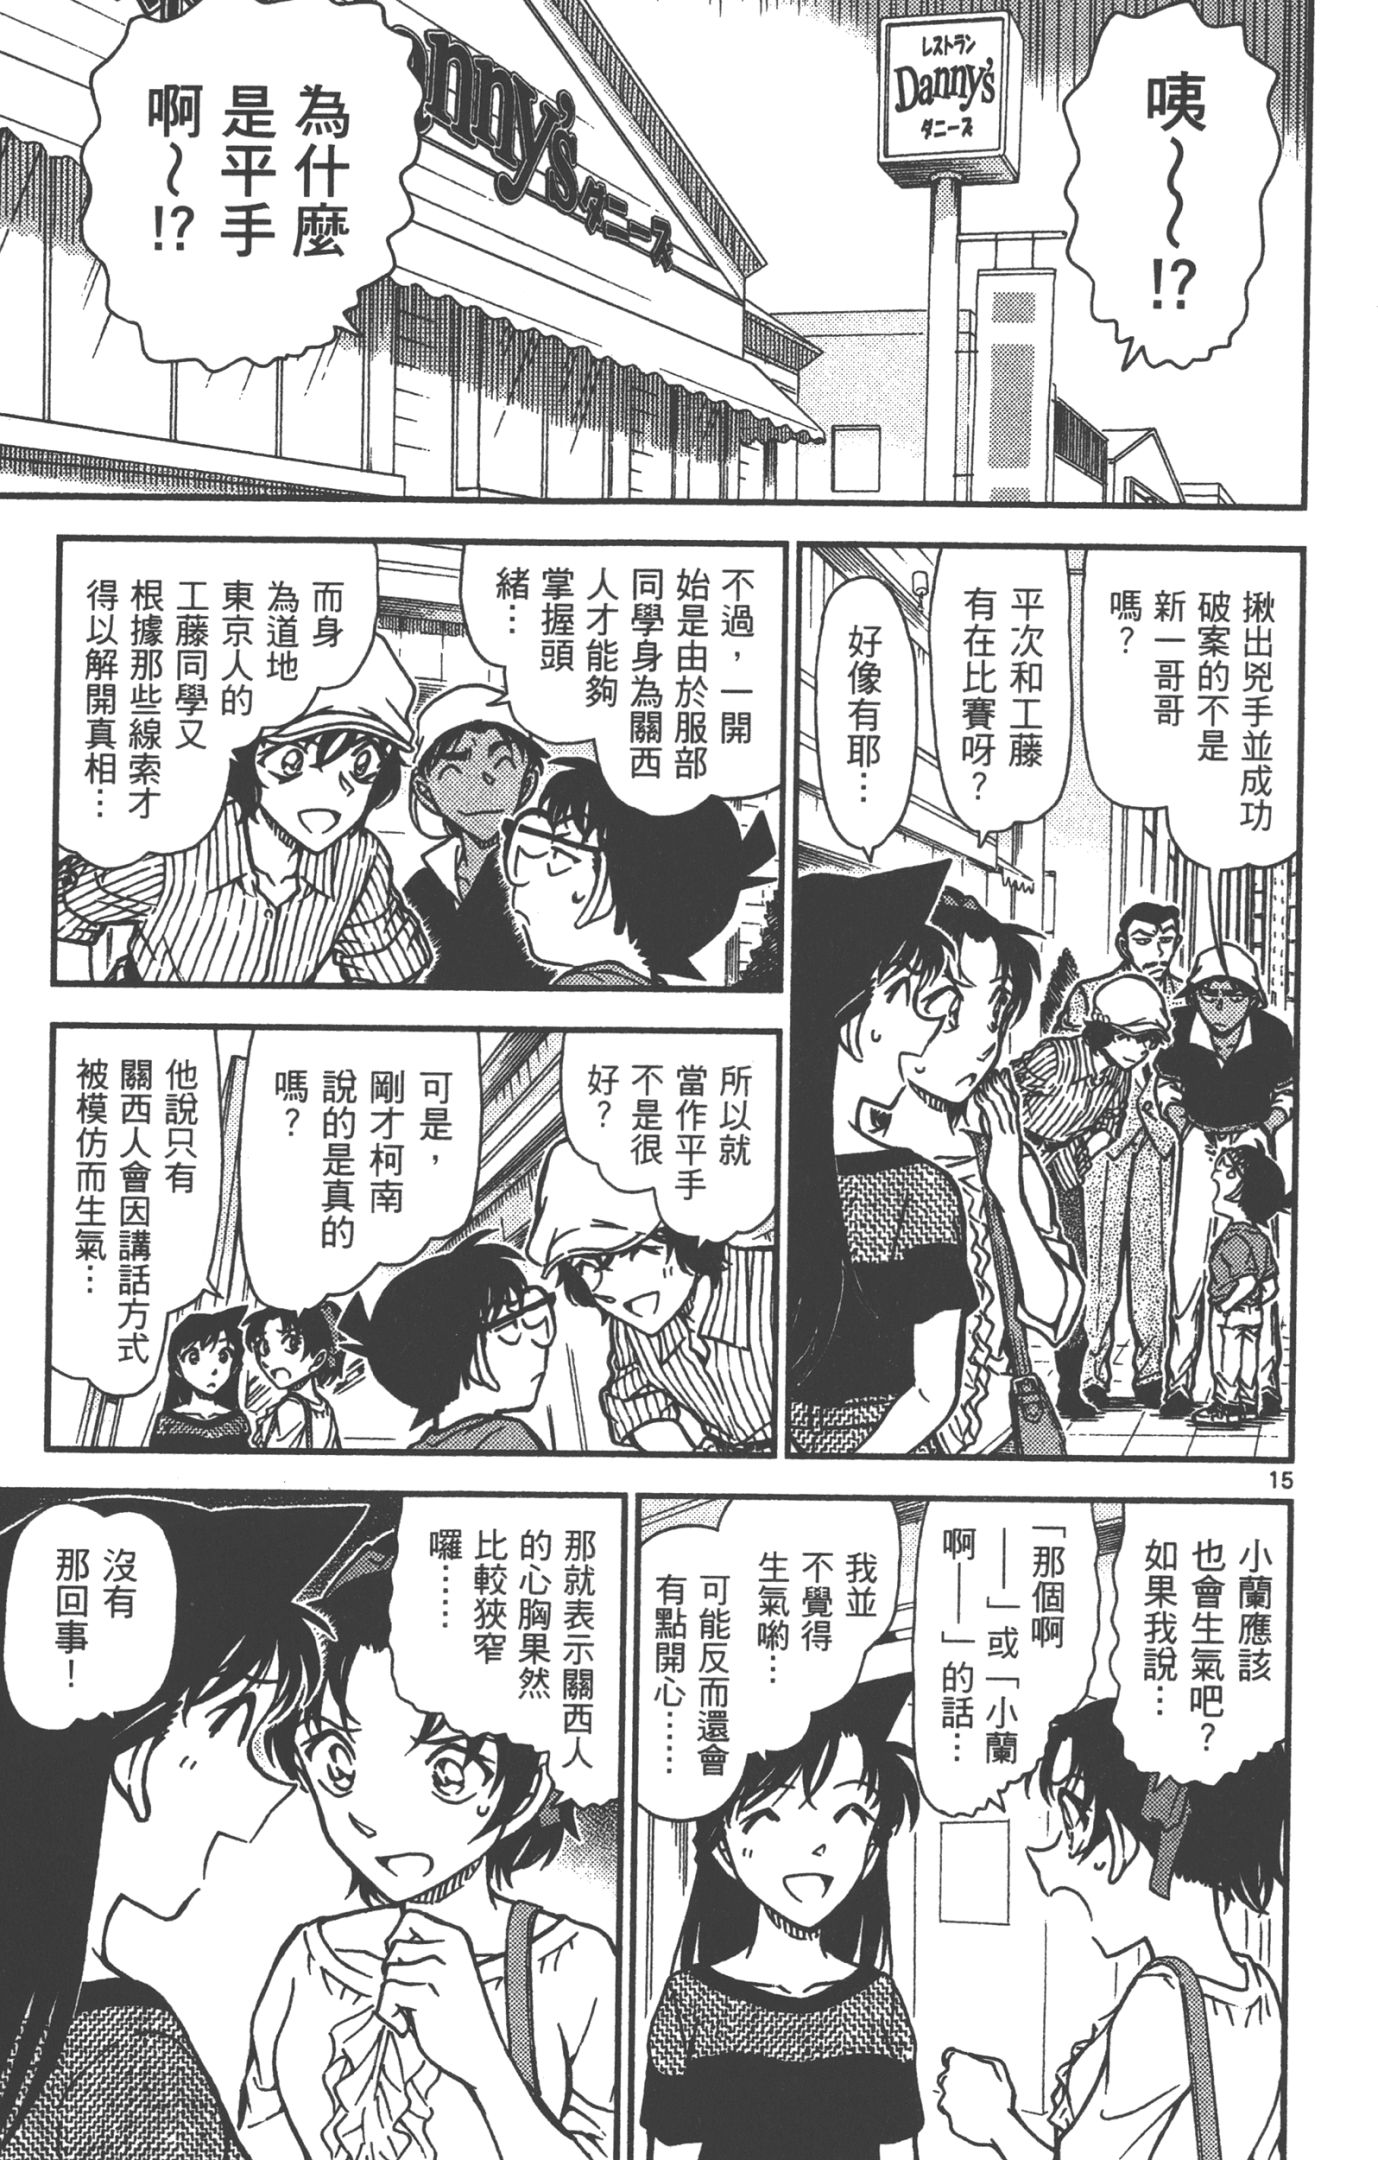 咦～～!?
レストラン
Danny's
ダニーズ
為什麼
是平手
啊～!?
anny's
ダニーズ
揪出兇手並成功
破案的不是
新一哥哥
嗎？
平次和工藤
有在比賽呀？
好像有耶…
不過，一開
始是由於服部
同學身為關西
人才能夠
掌握頭
緒…
而身
為道地
東京人的
工藤同學又
根據那些線索才
得以解開真相…
所以就
當作平手
不是很
好？
可是，
剛才柯南
說的是真的
嗎？
他說只有
關西人會因講話方式
被模仿而生氣…
15
小蘭應該
也會生氣吧？
如果我說…
「那個啊
——」或「小蘭
啊——」的話…
我並
不覺得
生氣喲…
可能反而還會
有點開心……
那就表示關西人
的心胸果然
比較狹窄
囉……
沒有
那回事！